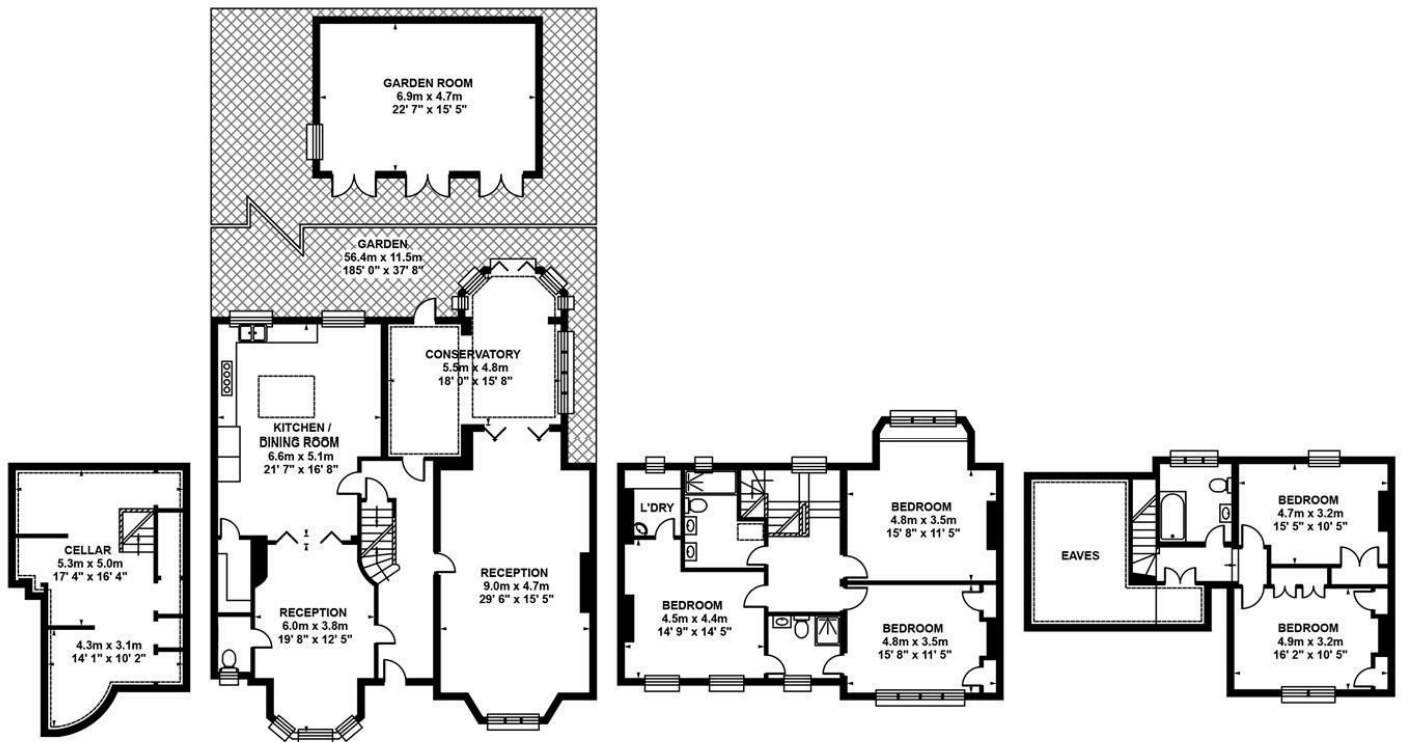 GARDEN ROOM
6.9m x 4.7m
22' 7" x 15' 5"
GARDEN
56.4m x 11.5m
185' 0" x 37' 8"
CONSERVATORY
5.5m x 4.8m
18' 0" x 15' 8"
KITCHEN /
DINING ROOM
6.6m x 5.1m
21' 7" x 16' 8"
CELLAR
5.3m x 5.0m
17' 4" x 16' 4"
4.3m x 3.1m
14' 1" x 10' 2"
RECEPTION
6.0m x 3.8m
19' 8" x 12' 5"
RECEPTION
9.0m x 4.7m
29' 6" x 15' 5"
L'DRY
BEDROOM
4.5m x 4.4m
14' 9" x 14' 5"
BEDROOM
4.8m x 3.5m
15' 8" x 11' 5"
BEDROOM
4.8m x 3.5m
15' 8" x 11' 5"
EAVES
BEDROOM
4.7m x 3.2m
15' 5" x 10' 5"
BEDROOM
4.9m x 3.2m
16' 2" x 10' 5"